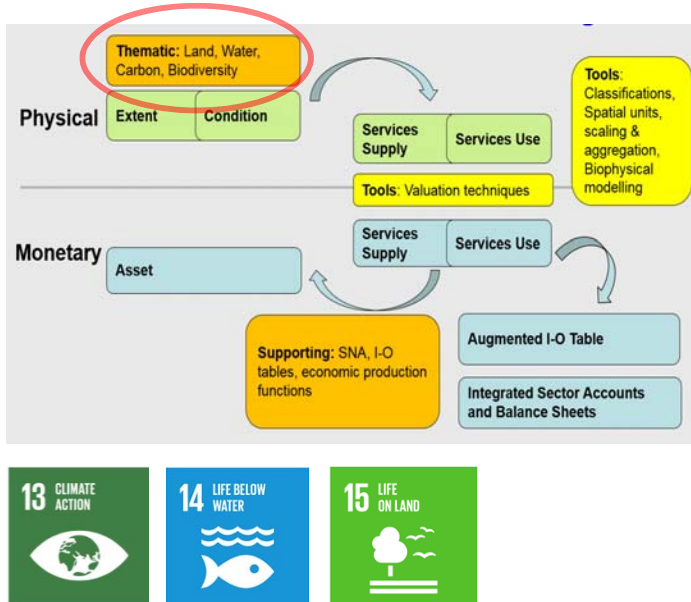 Thematic: Land, Water,
Carbon, Biodiversity
Physical
Extent
Condition
Services
Supply
Services Use
Tools:
Classifications,
Spatial units,
scaling &
aggregation,
Biophysical
modelling
Tools: Valuation techniques
Monetary
Asset
Services
Supply
Services Use
Supporting: SNA, I-O
tables, economic production
functions
Augmented I-O Table
Integrated Sector Accounts
and Balance Sheets
13 CLIMATE
ACTION
14 LIFE BELOW
WATER
15 LIFE
ON LAND